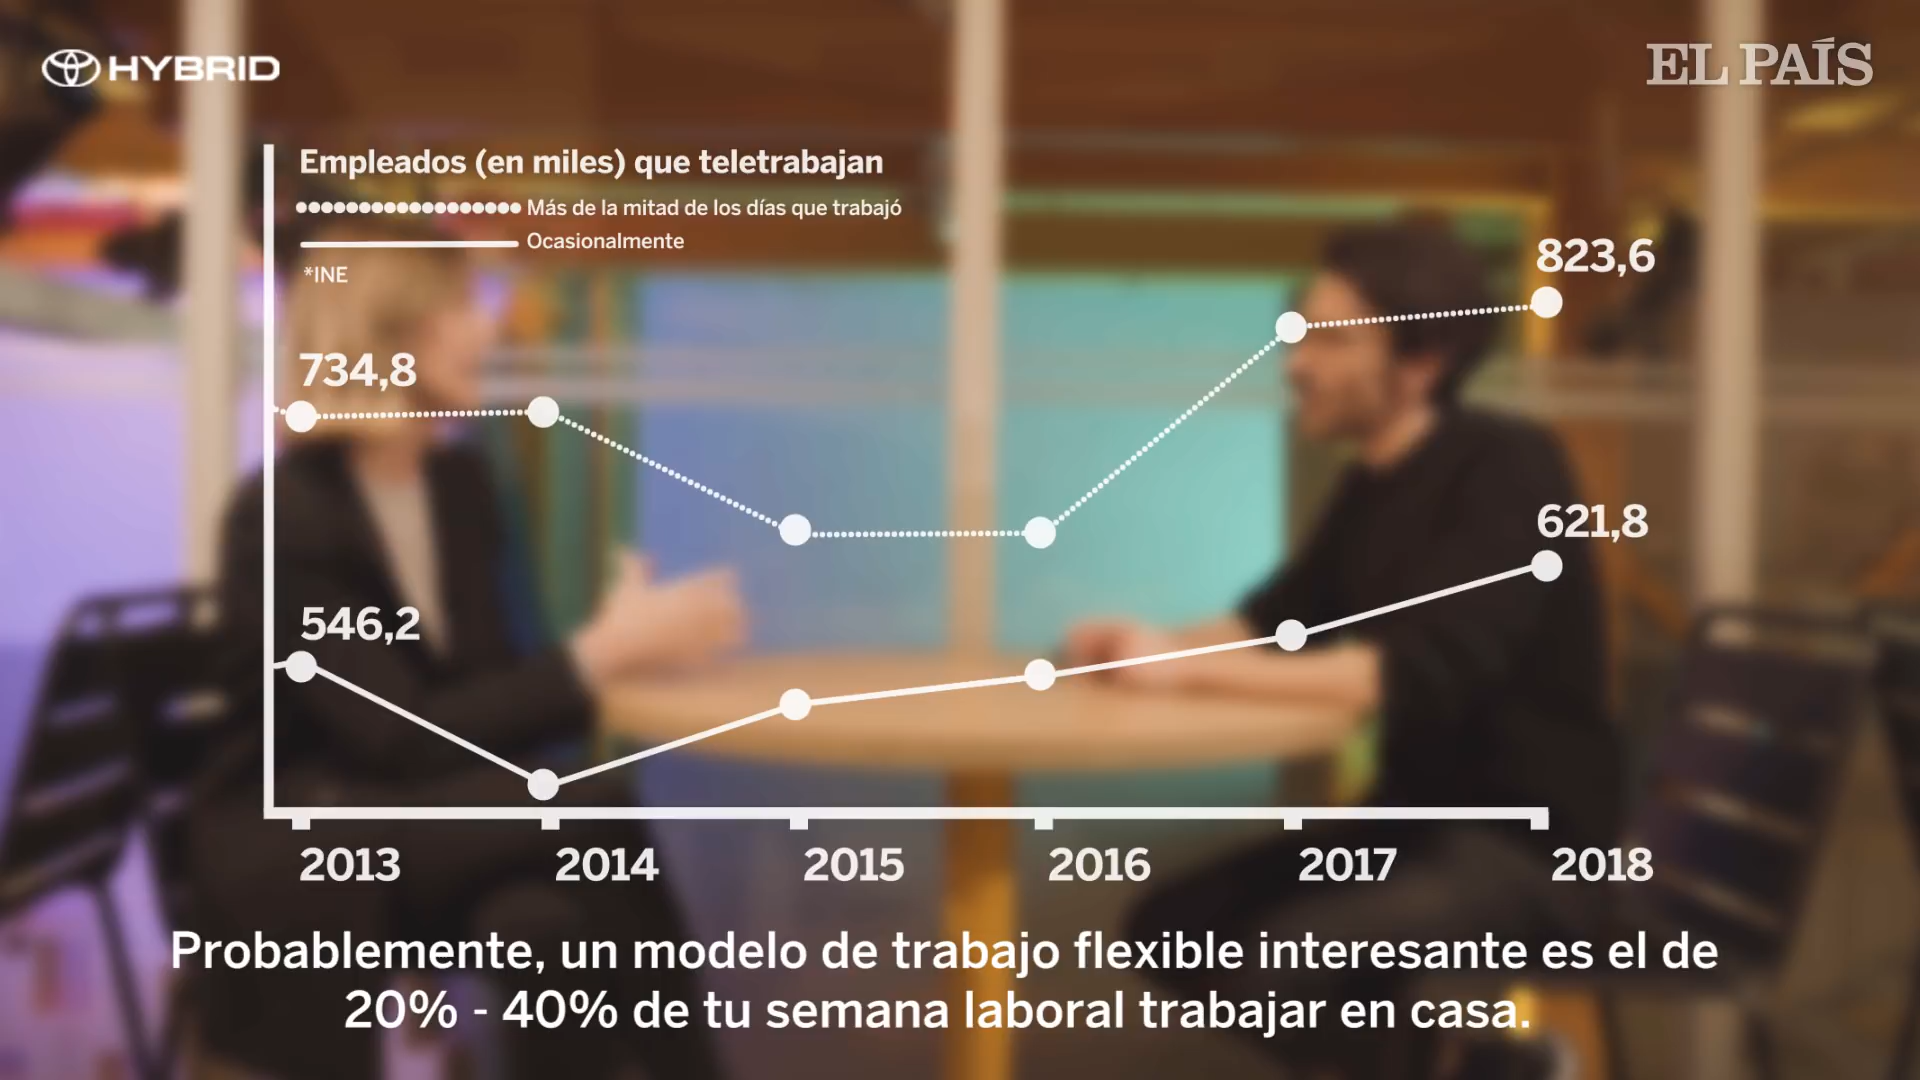 HYBRID
EL PAÍS
Empleados (en miles) que teletrabajan
Más de la mitad de los días que trabajó
Ocasionalmente
*INE
823,6
734,8
621,8
546,2
2013 2014 2015 2016 2017 2018
Probablemente, un modelo de trabajo flexible interesante es el de
20% - 40% de tu semana laboral trabajar en casa.